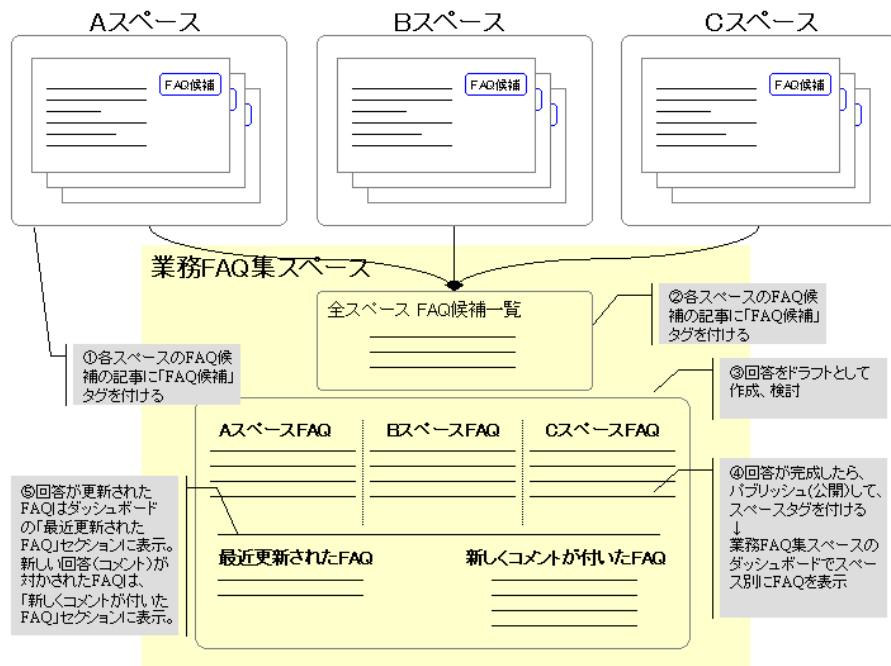 Aスペース
Bスペース
Cスペース
FAQ候補
FAQ候補
FAQ候補
業務FAQ集スペース
全スペース FAQ候補一覧
②各スペースのFAQ候
補の記事に「FAQ候補」
タグを付ける
①各スペースのFAQ候
補の記事に「FAQ候補」
タグを付ける
③回答をドラフトとして
作成、検討
AスペースFAQ
BスペースFAQ
CスペースFAQ
④回答が完成したら、
パブリッシュ(公開)して、
スペースタグを付ける
↓
業務FAQ集スペースの
ダッシュボードでスペー
ス別にFAQを表示
⑤回答が更新された
FAQはダッシュボード
の「最近更新された
FAQ」セクションに表示。
新しい回答(コメント)が
対かされたFAQは、
「新しくコメントが付いた
FAQ」セクションに表示。
最近更新されたFAQ
新しくコメントが付いたFAQ